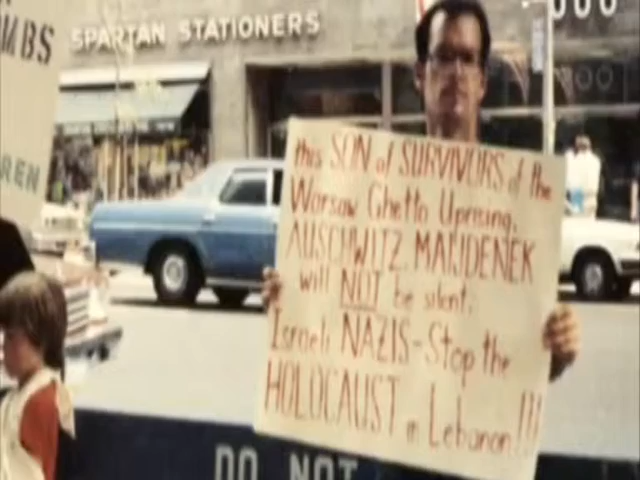 MBS
SPARTAN STATIONERS
REN
this SON of SURVIVORS of the
Warsaw Ghetto Uprising,
AUSCHWITZ, MAIJDENEK
will NOT be silent:
Israeli NAZIS-Stop the
HOLOCAUST in Lebanon!!!
DO NOT